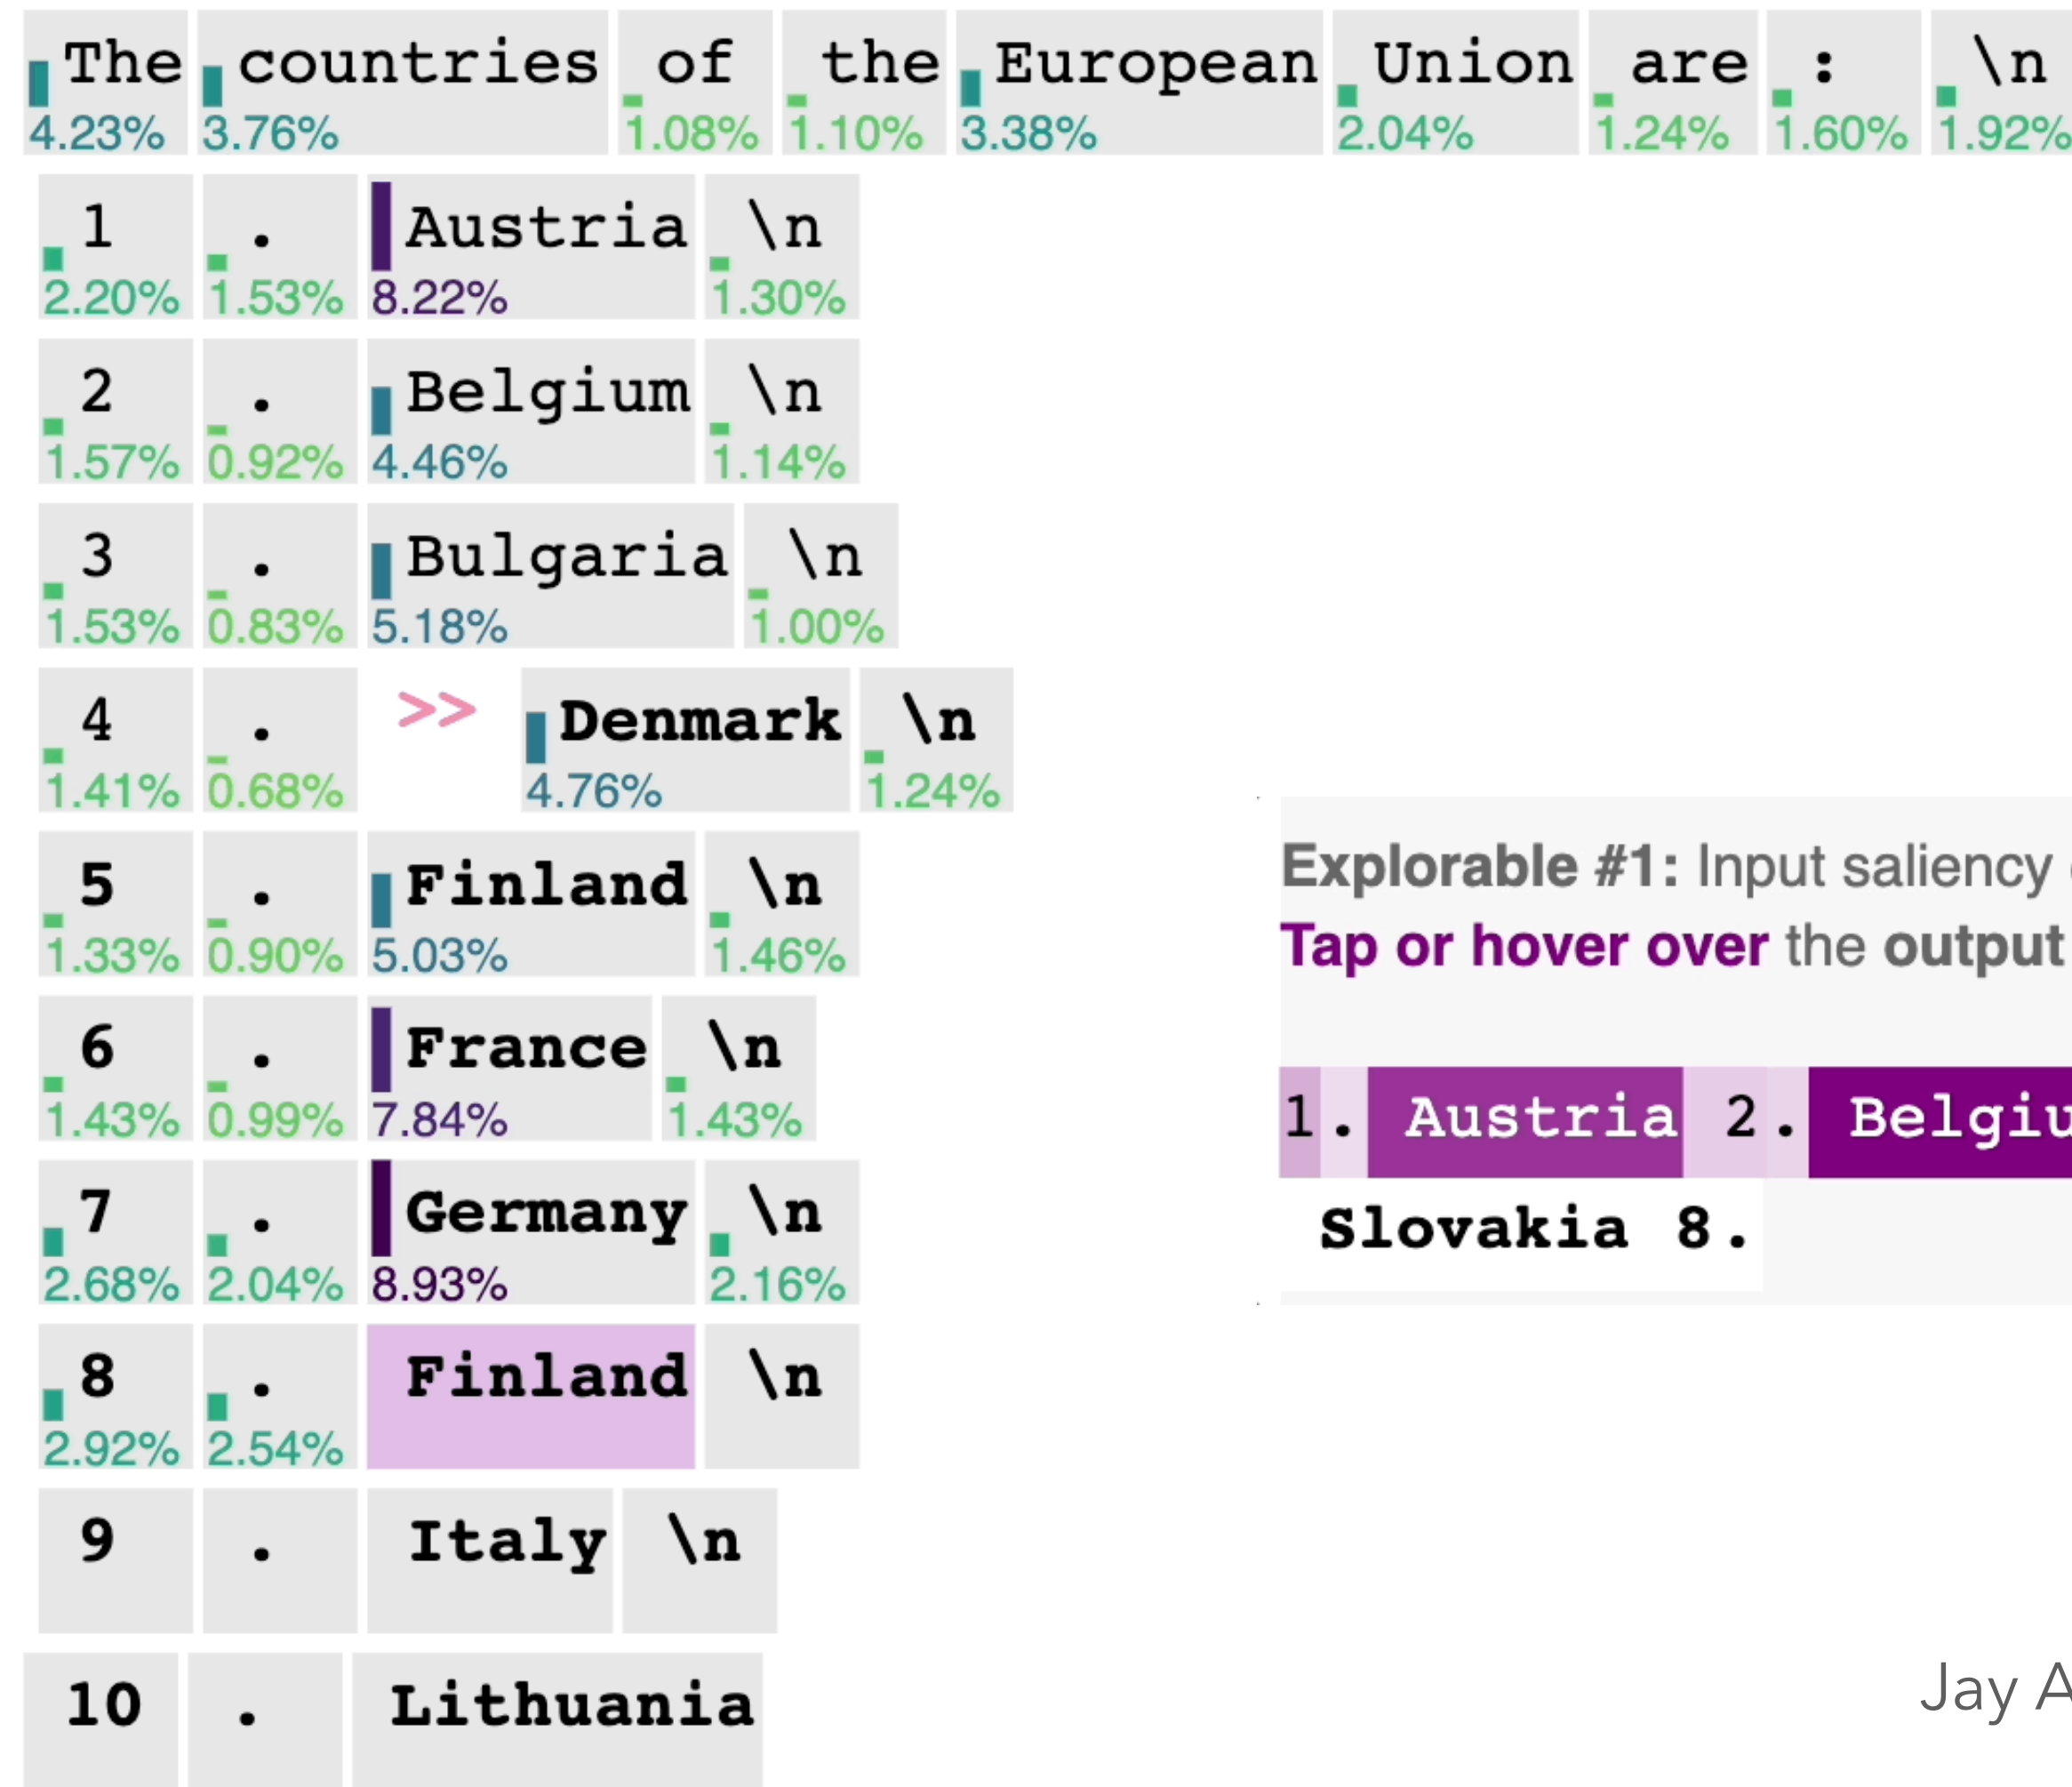 The countries of the European Union are : \n
4.23% 3.76% 1.08% 1.10% 3.38% 2.04% 1.24% 1.60% 1.92%
1 . Austria \n
2.20% 1.53% 8.22% 1.30%
2 . Belgium \n
1.57% 0.92% 4.46% 1.14%
3 . Bulgaria \n
1.53% 0.83% 5.18% 1.00%
4 . >> Denmark \n
1.41% 0.68% 4.76% 1.24%
5 . Finland \n
1.33% 0.90% 5.03% 1.46%
6 . France \n
1.43% 0.99% 7.84% 1.43%
7 . Germany \n
2.68% 2.04% 8.93% 2.16%
8 . Finland \n
2.92% 2.54%
9 . Italy \n
10 . Lithuania
Explorable #1: Input saliency
Tap or hover over the output
1. Austria 2. Belgiu
Slovakia 8.
Jay A